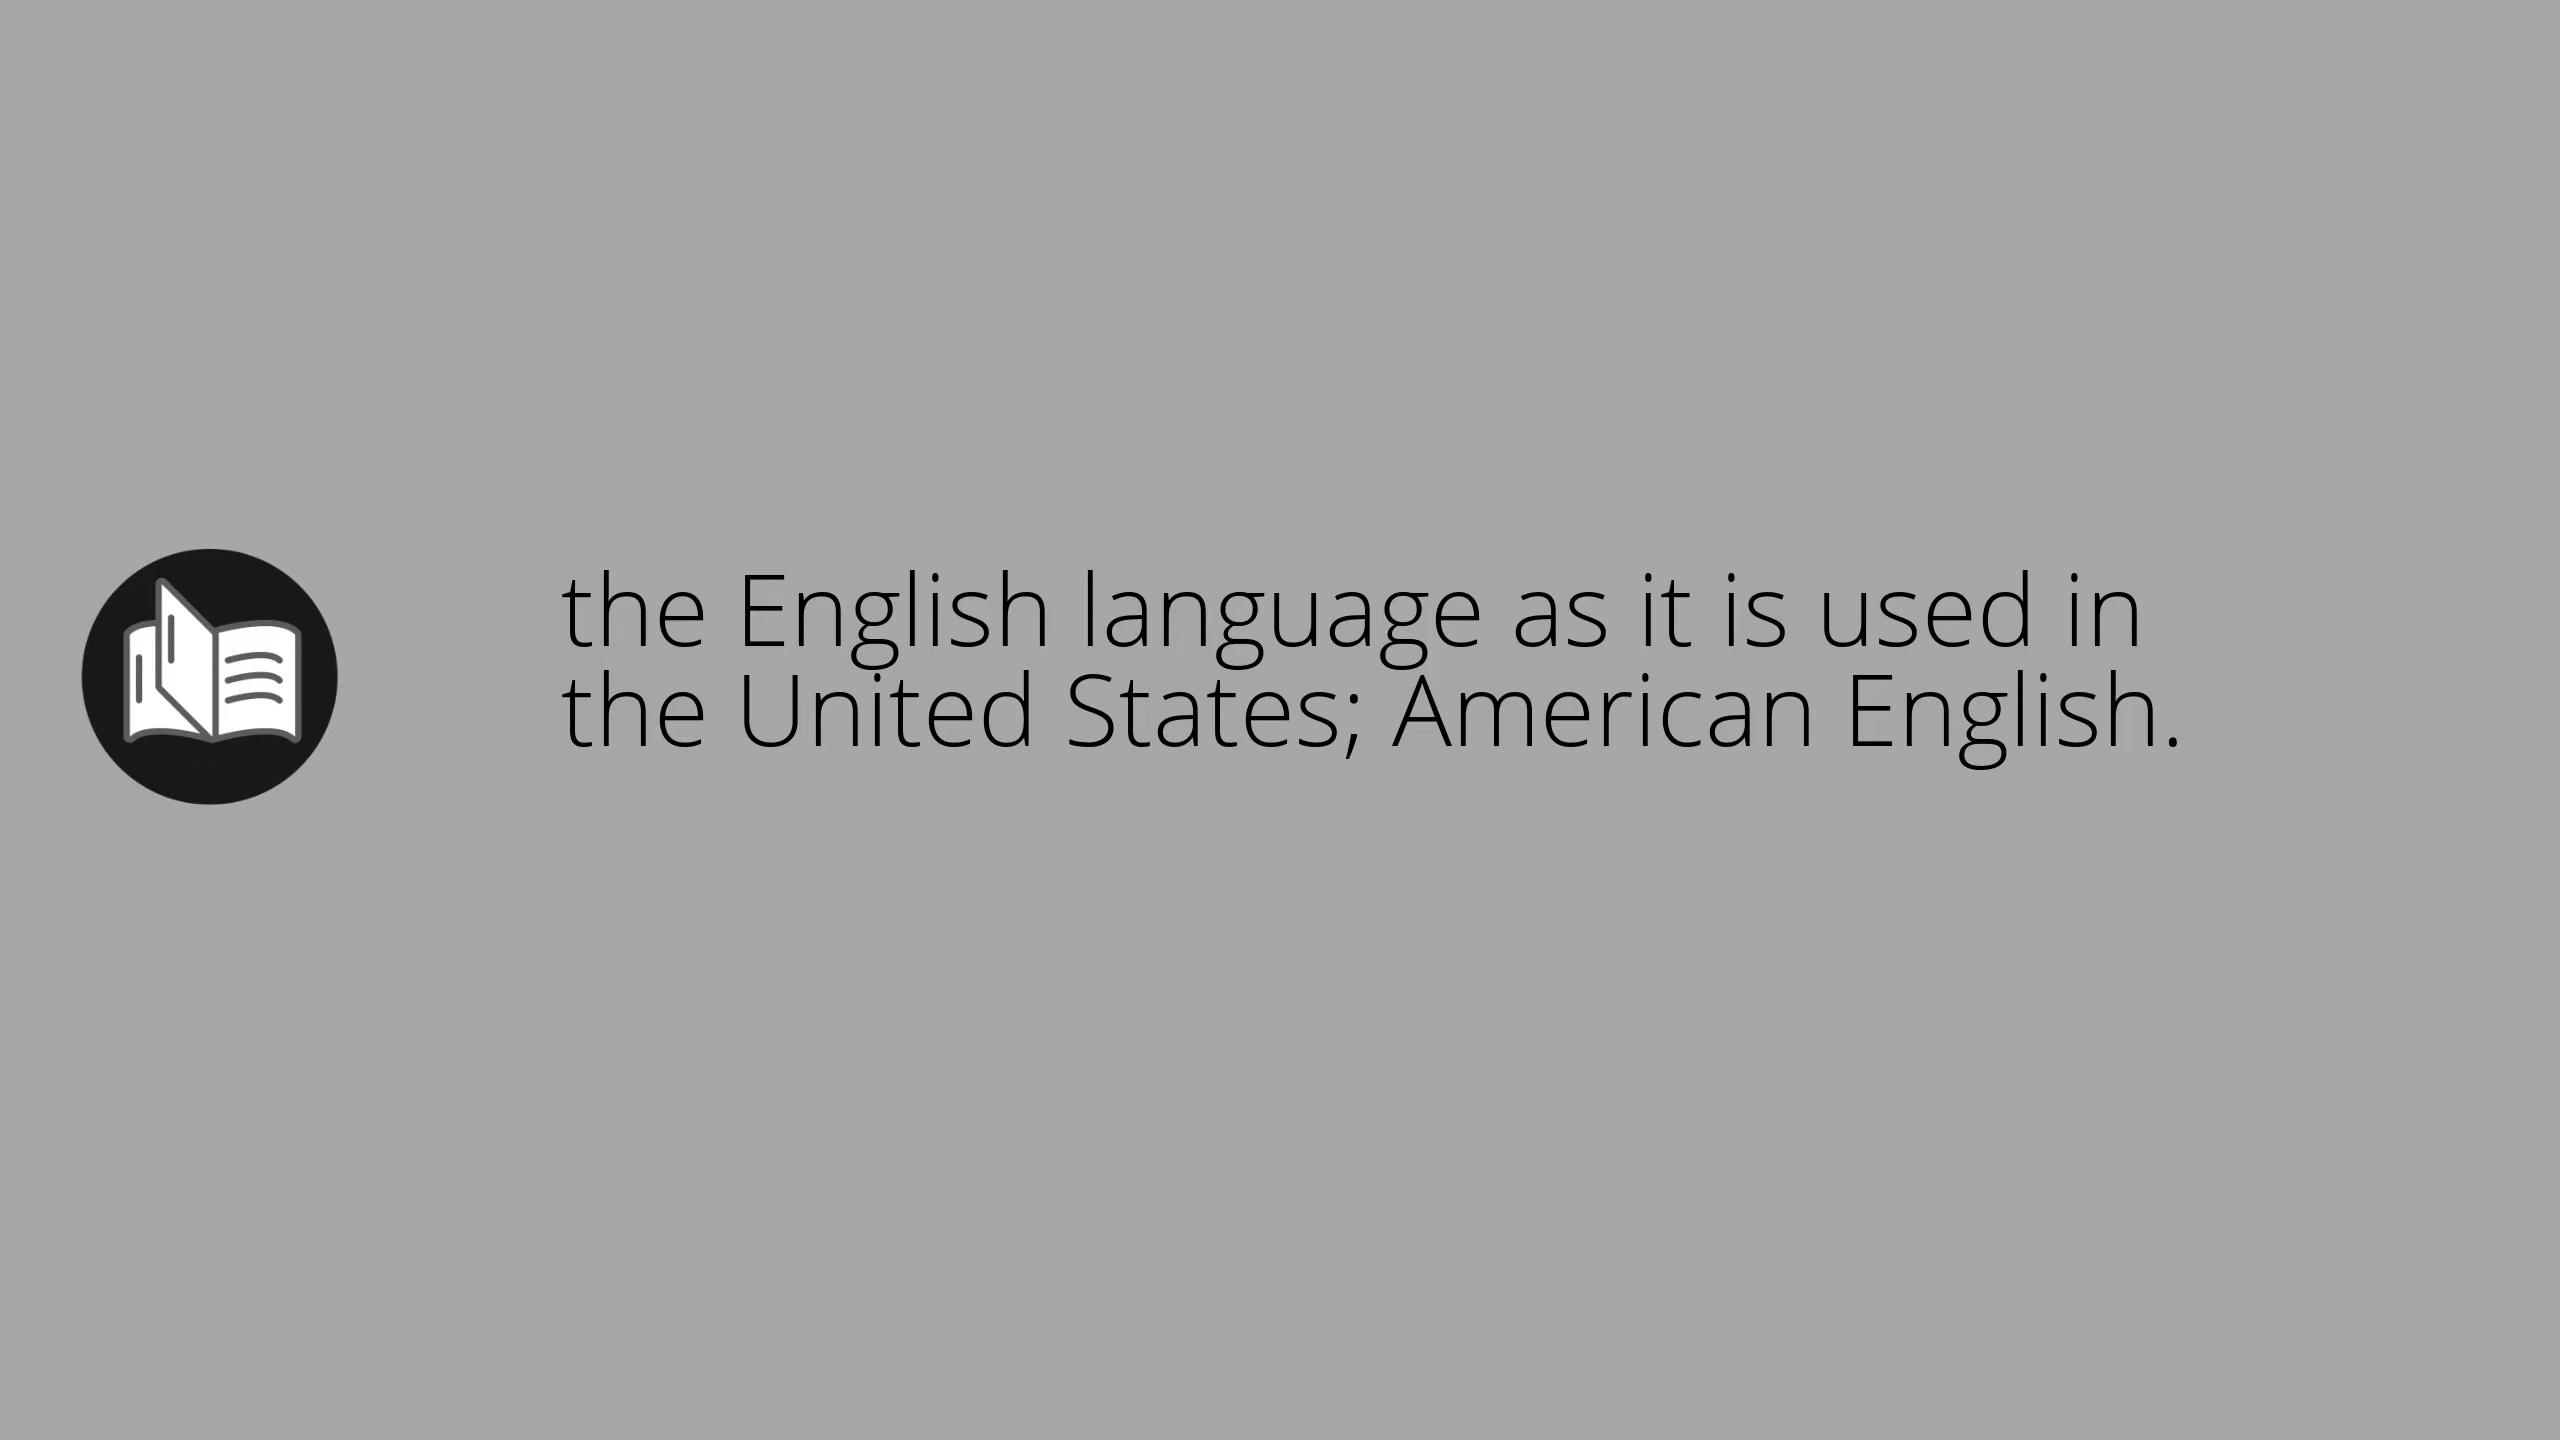 the English language as it is used in
the United States; American English.